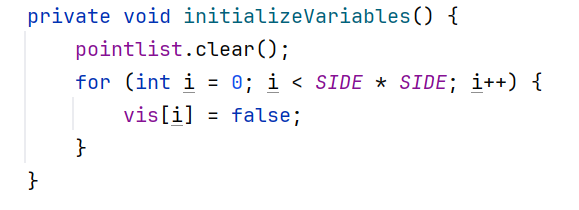 private void initializeVariables() {
    pointlist.clear();
    for (int i = 0; i < SIDE * SIDE; i++) {
        vis[i] = false;
    }
}